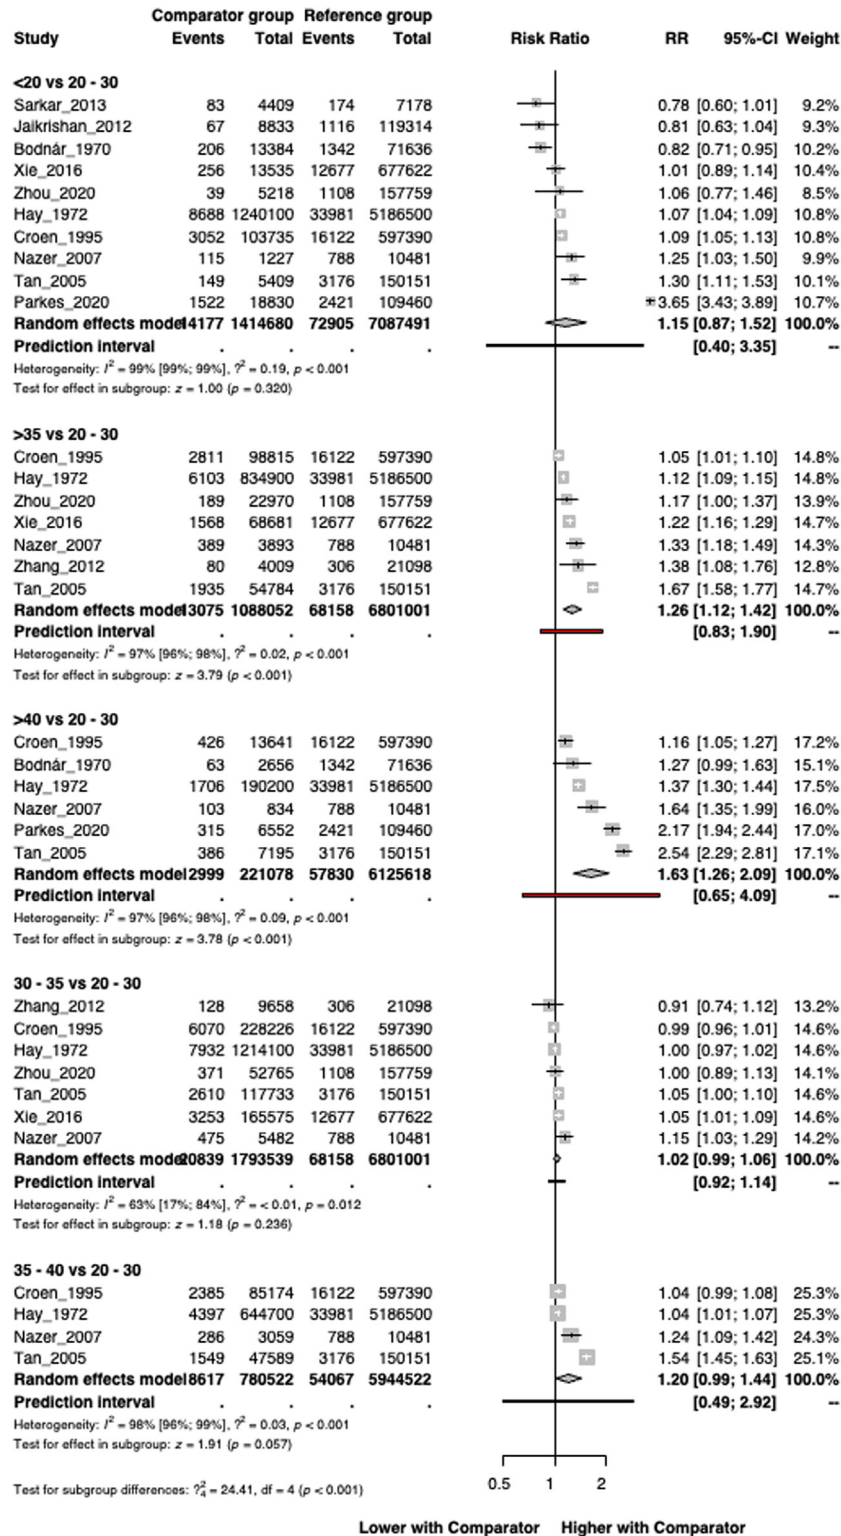 Comparator group Reference group
Study Events Total Events Total Risk Ratio RR 95%-CI Weight
<20 vs 20 - 30
Sarkar_2013 83 4409 174 7178 0.78 [0.60; 1.01] 9.2%
Jaikrishan_2012 67 8833 1116 119314 0.81 [0.63; 1.04] 9.3%
Bodnár_1970 206 13384 1342 71636 0.82 [0.71; 0.95] 10.2%
Xie_2016 256 13535 12677 677622 1.01 [0.89; 1.14] 10.4%
Zhou_2020 39 5218 1108 157759 1.06 [0.77; 1.46] 8.5%
Hay_1972 8688 1240100 33981 5186500 1.07 [1.04; 1.09] 10.8%
Croen_1995 3052 103735 16122 597390 1.09 [1.05; 1.13] 10.8%
Nazer_2007 115 1227 788 10481 1.25 [1.03; 1.50] 9.9%
Tan_2005 149 5409 3176 150151 1.30 [1.11; 1.53] 10.1%
Parkes_2020 1522 18830 2421 109460 3.65 [3.43; 3.89] 10.7%
Random effects model 14177 1414680 72905 7087491 1.15 [0.87; 1.52] 100.0%
Prediction interval . . . . [0.40; 3.35] --
Heterogeneity: I² = 99% [99%; 99%], ?² = 0.19, p < 0.001
Test for effect in subgroup: z = 1.00 (p = 0.320)
>35 vs 20 - 30
Croen_1995 2811 98815 16122 597390 1.05 [1.01; 1.10] 14.8%
Hay_1972 6103 834900 33981 5186500 1.12 [1.09; 1.15] 14.8%
Zhou_2020 189 22970 1108 157759 1.17 [1.00; 1.37] 13.9%
Xie_2016 1568 68681 12677 677622 1.22 [1.16; 1.29] 14.7%
Nazer_2007 389 3893 788 10481 1.33 [1.18; 1.49] 14.3%
Zhang_2012 80 4009 306 21098 1.38 [1.08; 1.76] 12.8%
Tan_2005 1935 54784 3176 150151 1.67 [1.58; 1.77] 14.7%
Random effects model 13075 1088052 68158 6801001 1.26 [1.12; 1.42] 100.0%
Prediction interval . . . . [0.83; 1.90] --
Heterogeneity: I² = 97% [96%; 98%], ?² = 0.02, p < 0.001
Test for effect in subgroup: z = 3.79 (p < 0.001)
>40 vs 20 - 30
Croen_1995 426 13641 16122 597390 1.16 [1.05; 1.27] 17.2%
Bodnár_1970 63 2656 1342 71636 1.27 [0.99; 1.63] 15.1%
Hay_1972 1706 190200 33981 5186500 1.37 [1.30; 1.44] 17.5%
Nazer_2007 103 834 788 10481 1.64 [1.35; 1.99] 16.0%
Parkes_2020 315 6552 2421 109460 2.17 [1.94; 2.44] 17.0%
Tan_2005 386 7195 3176 150151 2.54 [2.29; 2.81] 17.1%
Random effects model 2999 221078 57830 6125618 1.63 [1.26; 2.09] 100.0%
Prediction interval . . . . [0.65; 4.09] --
Heterogeneity: I² = 97% [96%; 98%], ?² = 0.09, p < 0.001
Test for effect in subgroup: z = 3.78 (p < 0.001)
30 - 35 vs 20 - 30
Zhang_2012 128 9658 306 21098 0.91 [0.74; 1.12] 13.2%
Croen_1995 6070 228226 16122 597390 0.99 [0.96; 1.01] 14.6%
Hay_1972 7932 1214100 33981 5186500 1.00 [0.97; 1.02] 14.6%
Zhou_2020 371 52765 1108 157759 1.00 [0.89; 1.13] 14.1%
Tan_2005 2610 117733 3176 150151 1.05 [1.00; 1.10] 14.6%
Xie_2016 3253 165575 12677 677622 1.05 [1.01; 1.09] 14.6%
Nazer_2007 475 5482 788 10481 1.15 [1.03; 1.29] 14.2%
Random effects model 20839 1793539 68158 6801001 1.02 [0.99; 1.06] 100.0%
Prediction interval . . . . [0.92; 1.14] --
Heterogeneity: I² = 63% [17%; 84%], ?² = < 0.01, p = 0.012
Test for effect in subgroup: z = 1.18 (p = 0.236)
35 - 40 vs 20 - 30
Croen_1995 2385 85174 16122 597390 1.04 [0.99; 1.08] 25.3%
Hay_1972 4397 644700 33981 5186500 1.04 [1.01; 1.07] 25.3%
Nazer_2007 286 3059 788 10481 1.24 [1.09; 1.42] 24.3%
Tan_2005 1549 47589 3176 150151 1.54 [1.45; 1.63] 25.1%
Random effects model 8617 780522 54067 5944522 1.20 [0.99; 1.44] 100.0%
Prediction interval . . . . [0.49; 2.92] --
Heterogeneity: I² = 98% [96%; 99%], ?² = 0.03, p < 0.001
Test for effect in subgroup: z = 1.91 (p = 0.057)
0.5 1 2
Test for subgroup differences: ?²₄ = 24.41, df = 4 (p < 0.001)
Lower with Comparator Higher with Comparator